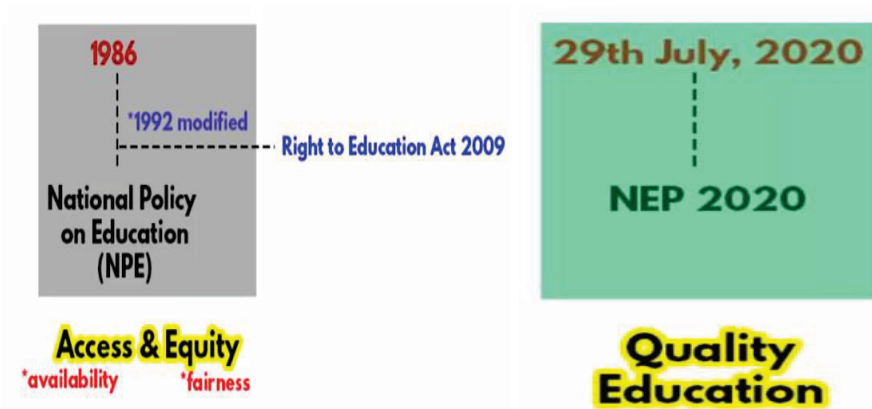 1986
*1992 modified
Right to Education Act 2009
National Policy
on Education
(NPE)
Access & Equity
*availability
*fairness
29th July, 2020
NEP 2020
Quality
Education